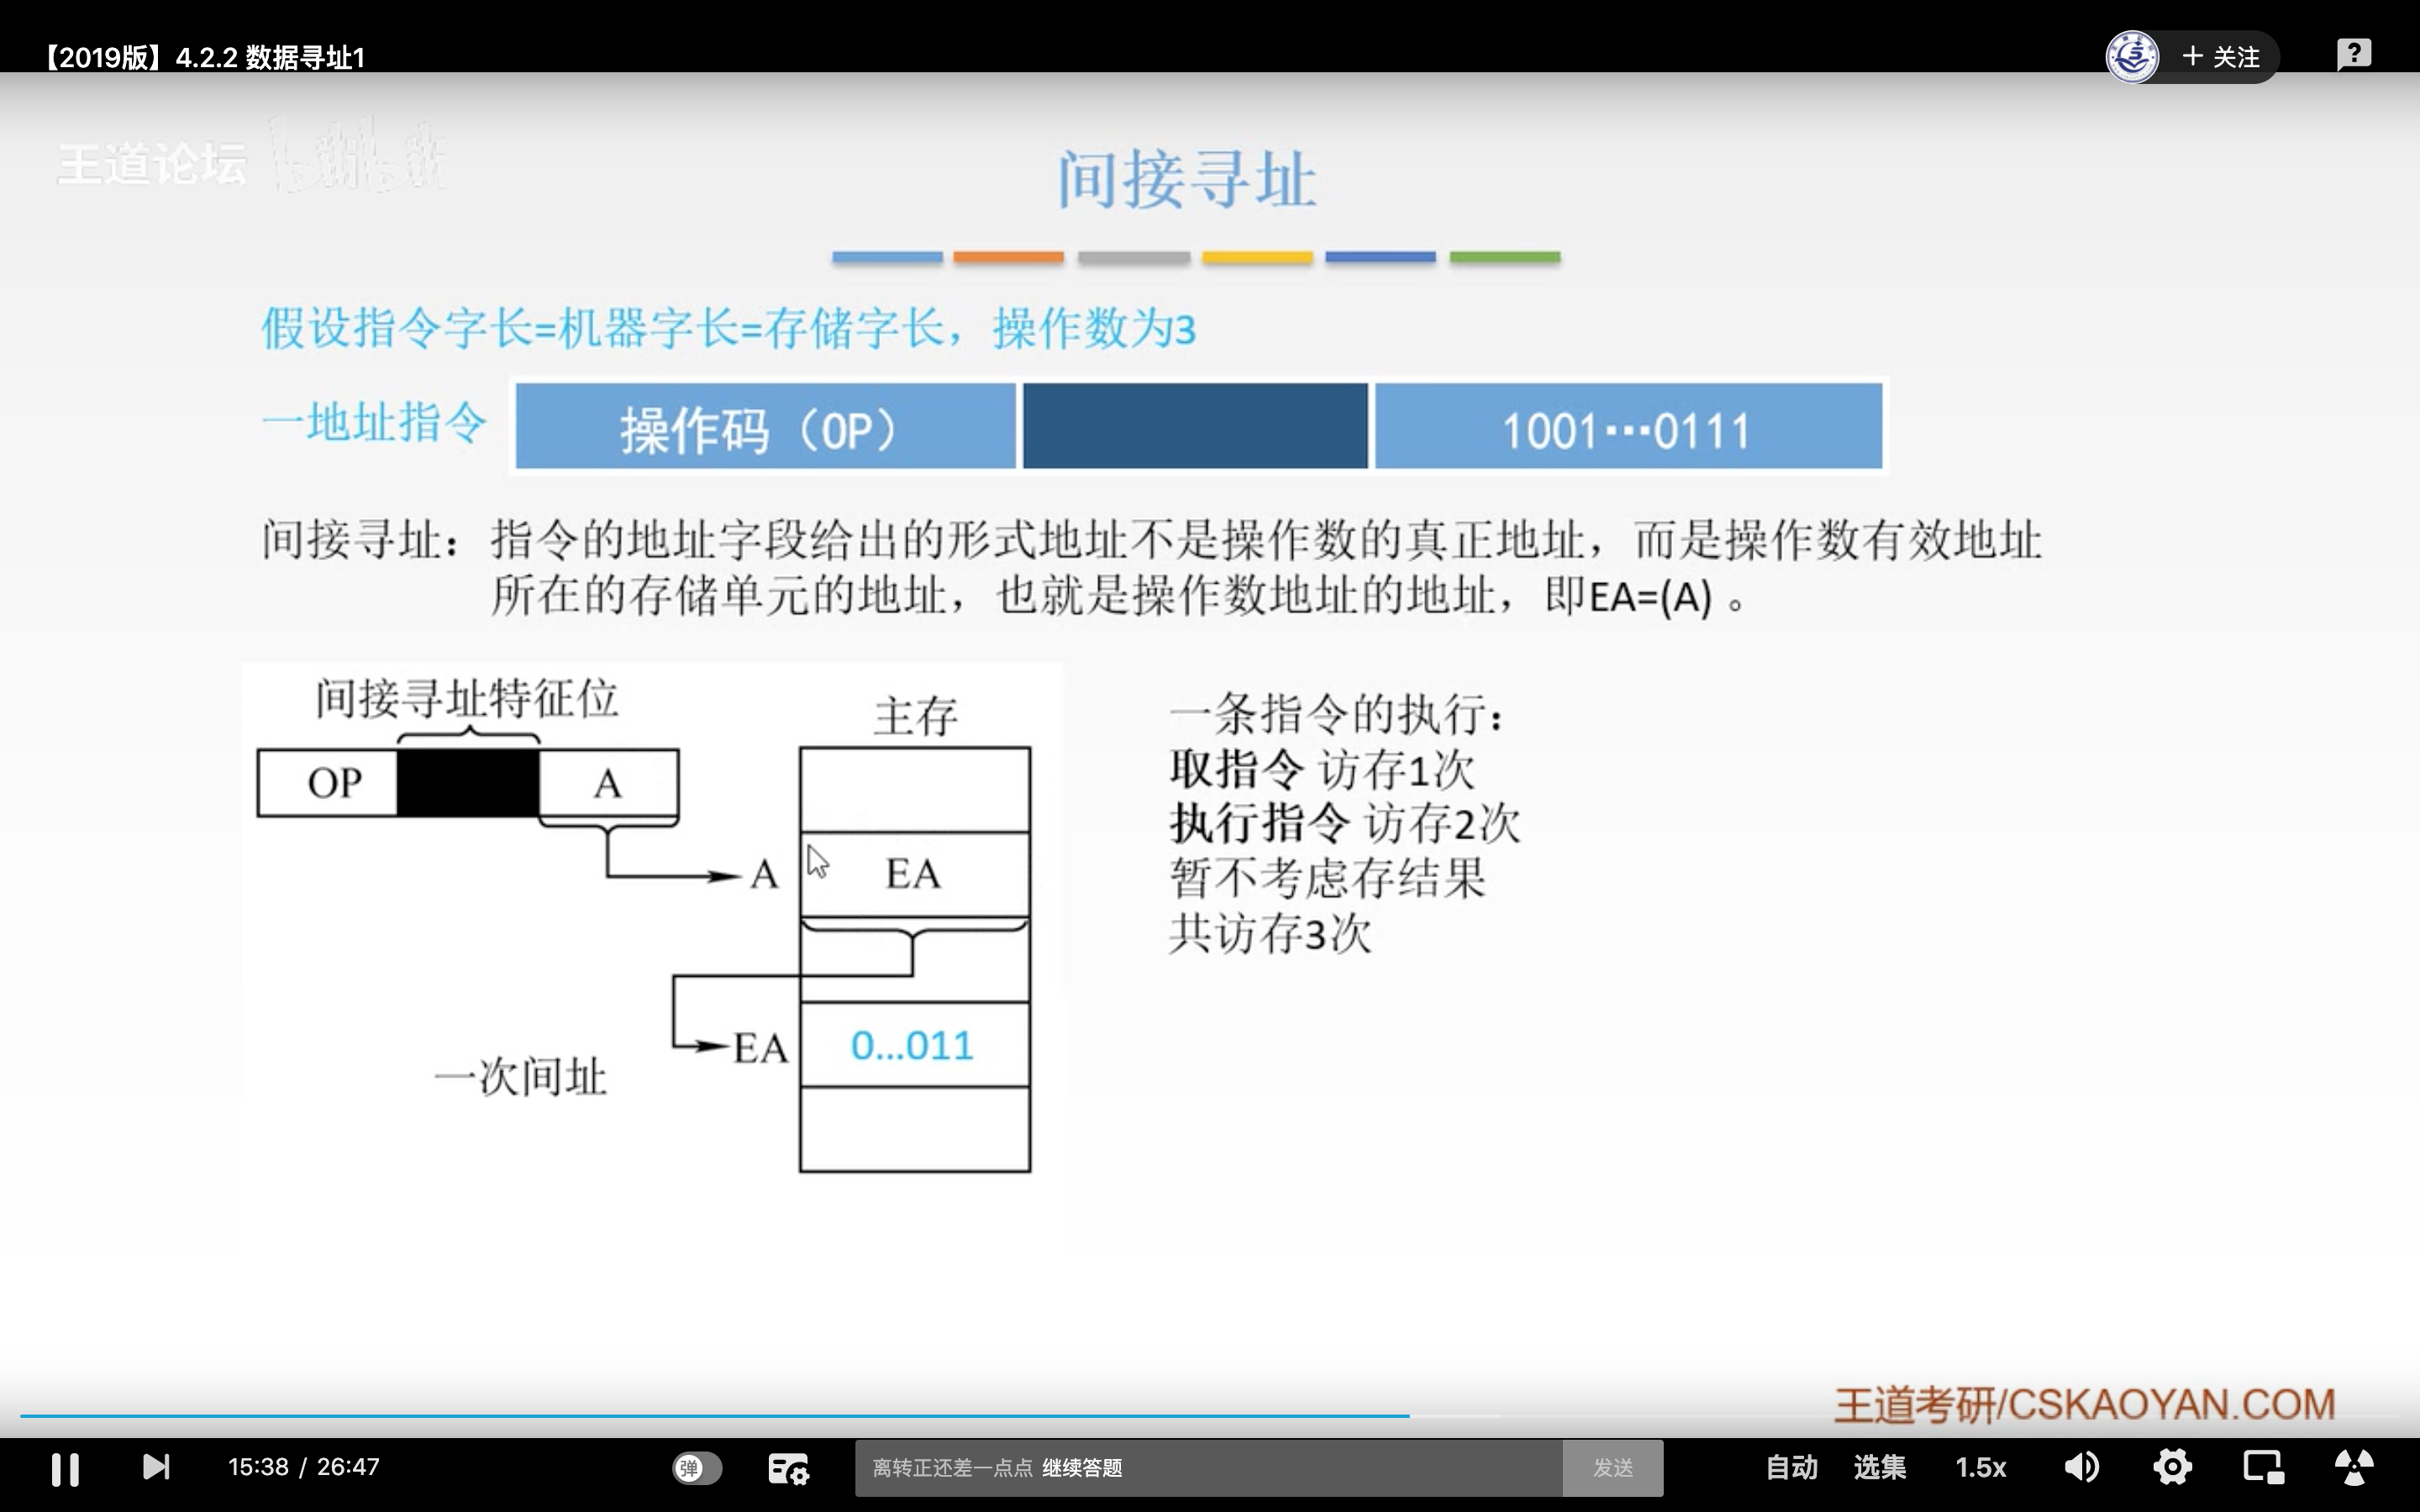 【2019版】4.2.2 数据寻址1
+ 关注
王道论坛 bilibili
间接寻址
假设指令字长=机器字长=存储字长，操作数为3
一地址指令 操作码（OP） 1001…0111
间接寻址：指令的地址字段给出的形式地址不是操作数的真正地址，而是操作数有效地址
所在的存储单元的地址，也就是操作数地址的地址，即EA=(A) 。
间接寻址特征位
主存
OP
A
A
EA
EA
0...011
一次间址
一条指令的执行：
取指令 访存1次
执行指令 访存2次
暂不考虑存结果
共访存3次
王道考研/CSKAOYAN.COM
15:38 / 26:47
弹
离转正还差一点点 继续答题
发送
自动
选集
1.5x